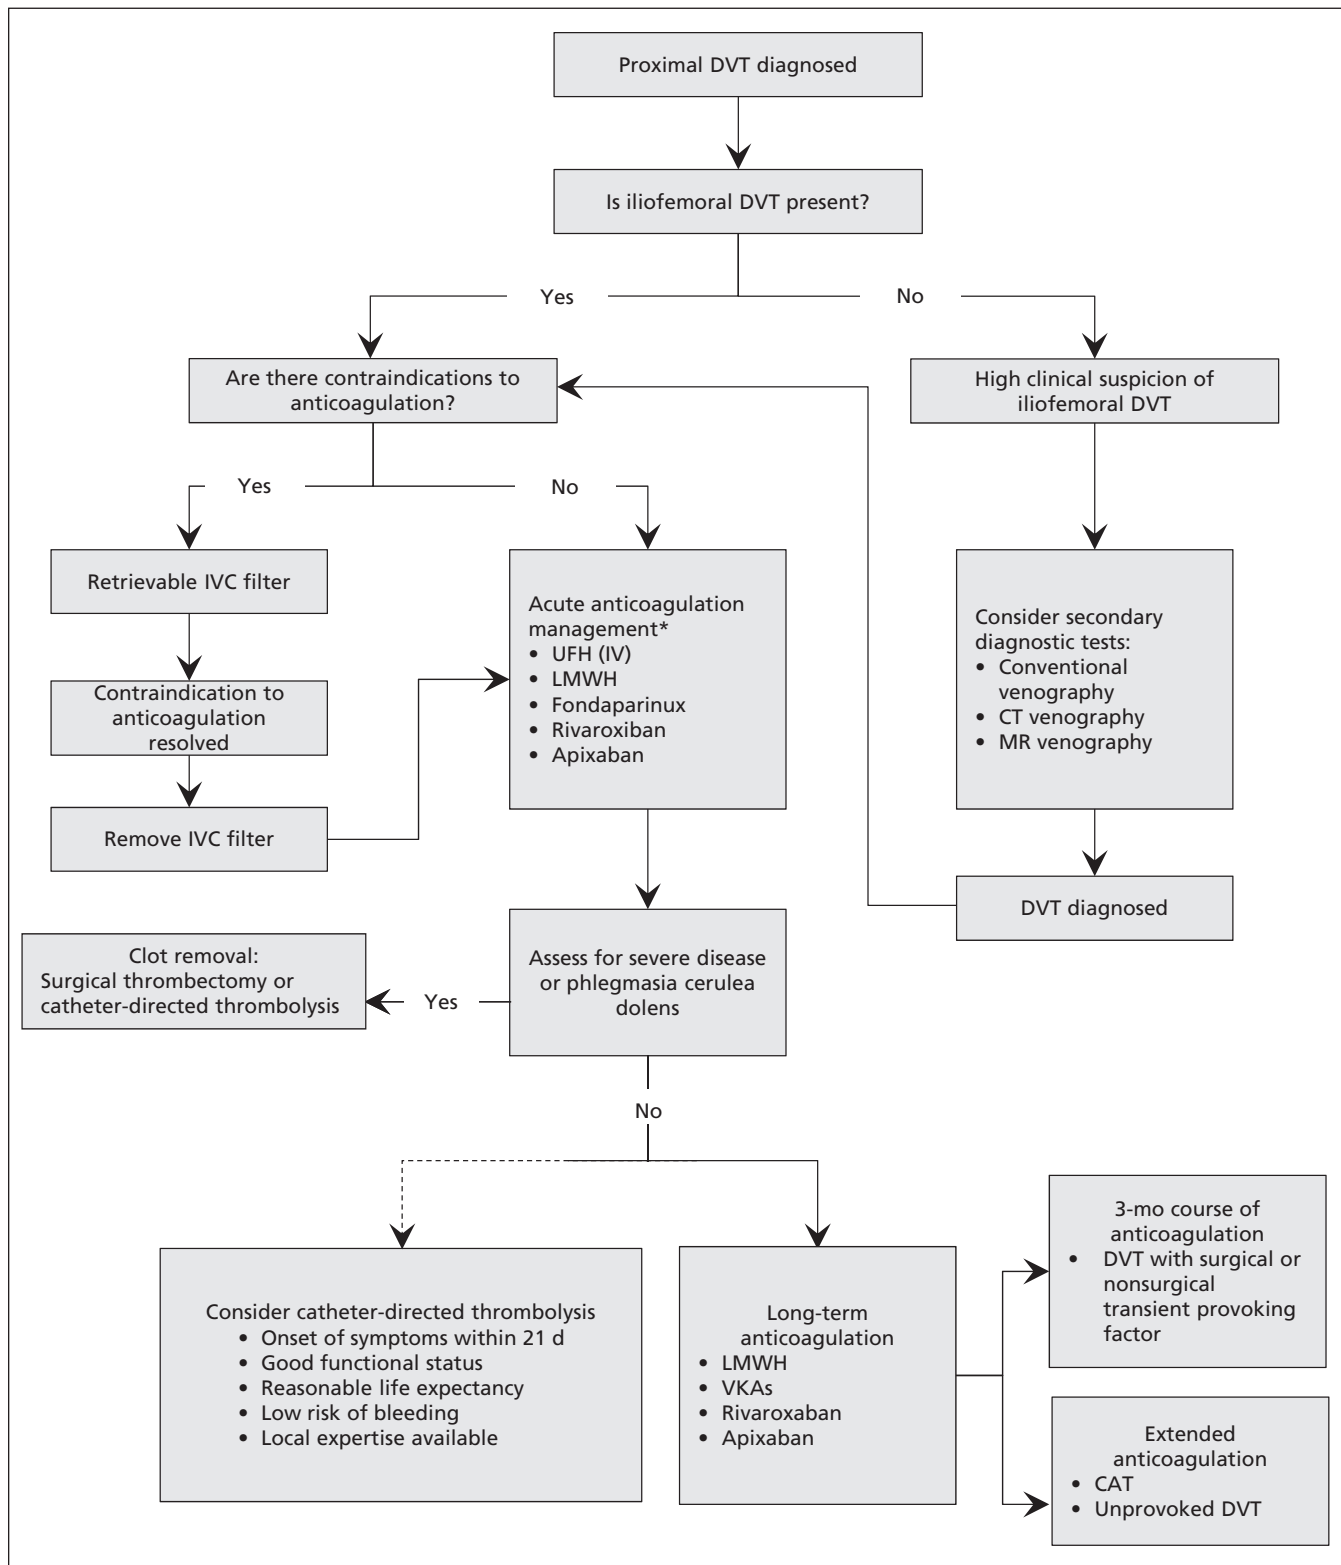 Proximal DVT diagnosed
Is iliofemoral DVT present?
Yes
No
Are there contraindications to
anticoagulation?
High clinical suspicion of
iliofemoral DVT
Yes
No
Retrievable IVC filter
Contraindication to
anticoagulation
resolved
Remove IVC filter
Acute anticoagulation
management*
• UFH (IV)
• LMWH
• Fondaparinux
• Rivaroxiban
• Apixaban
Consider secondary
diagnostic tests:
• Conventional
venography
• CT venography
• MR venography
DVT diagnosed
Clot removal:
Surgical thrombectomy or
catheter-directed thrombolysis
Yes
Assess for severe disease
or phlegmasia cerulea
dolens
No
Consider catheter-directed thrombolysis
• Onset of symptoms within 21 d
• Good functional status
• Reasonable life expectancy
• Low risk of bleeding
• Local expertise available
Long-term
anticoagulation
• LMWH
• VKAs
• Rivaroxaban
• Apixaban
3-mo course of
anticoagulation
• DVT with surgical or
nonsurgical
transient provoking
factor
Extended
anticoagulation
• CAT
• Unprovoked DVT